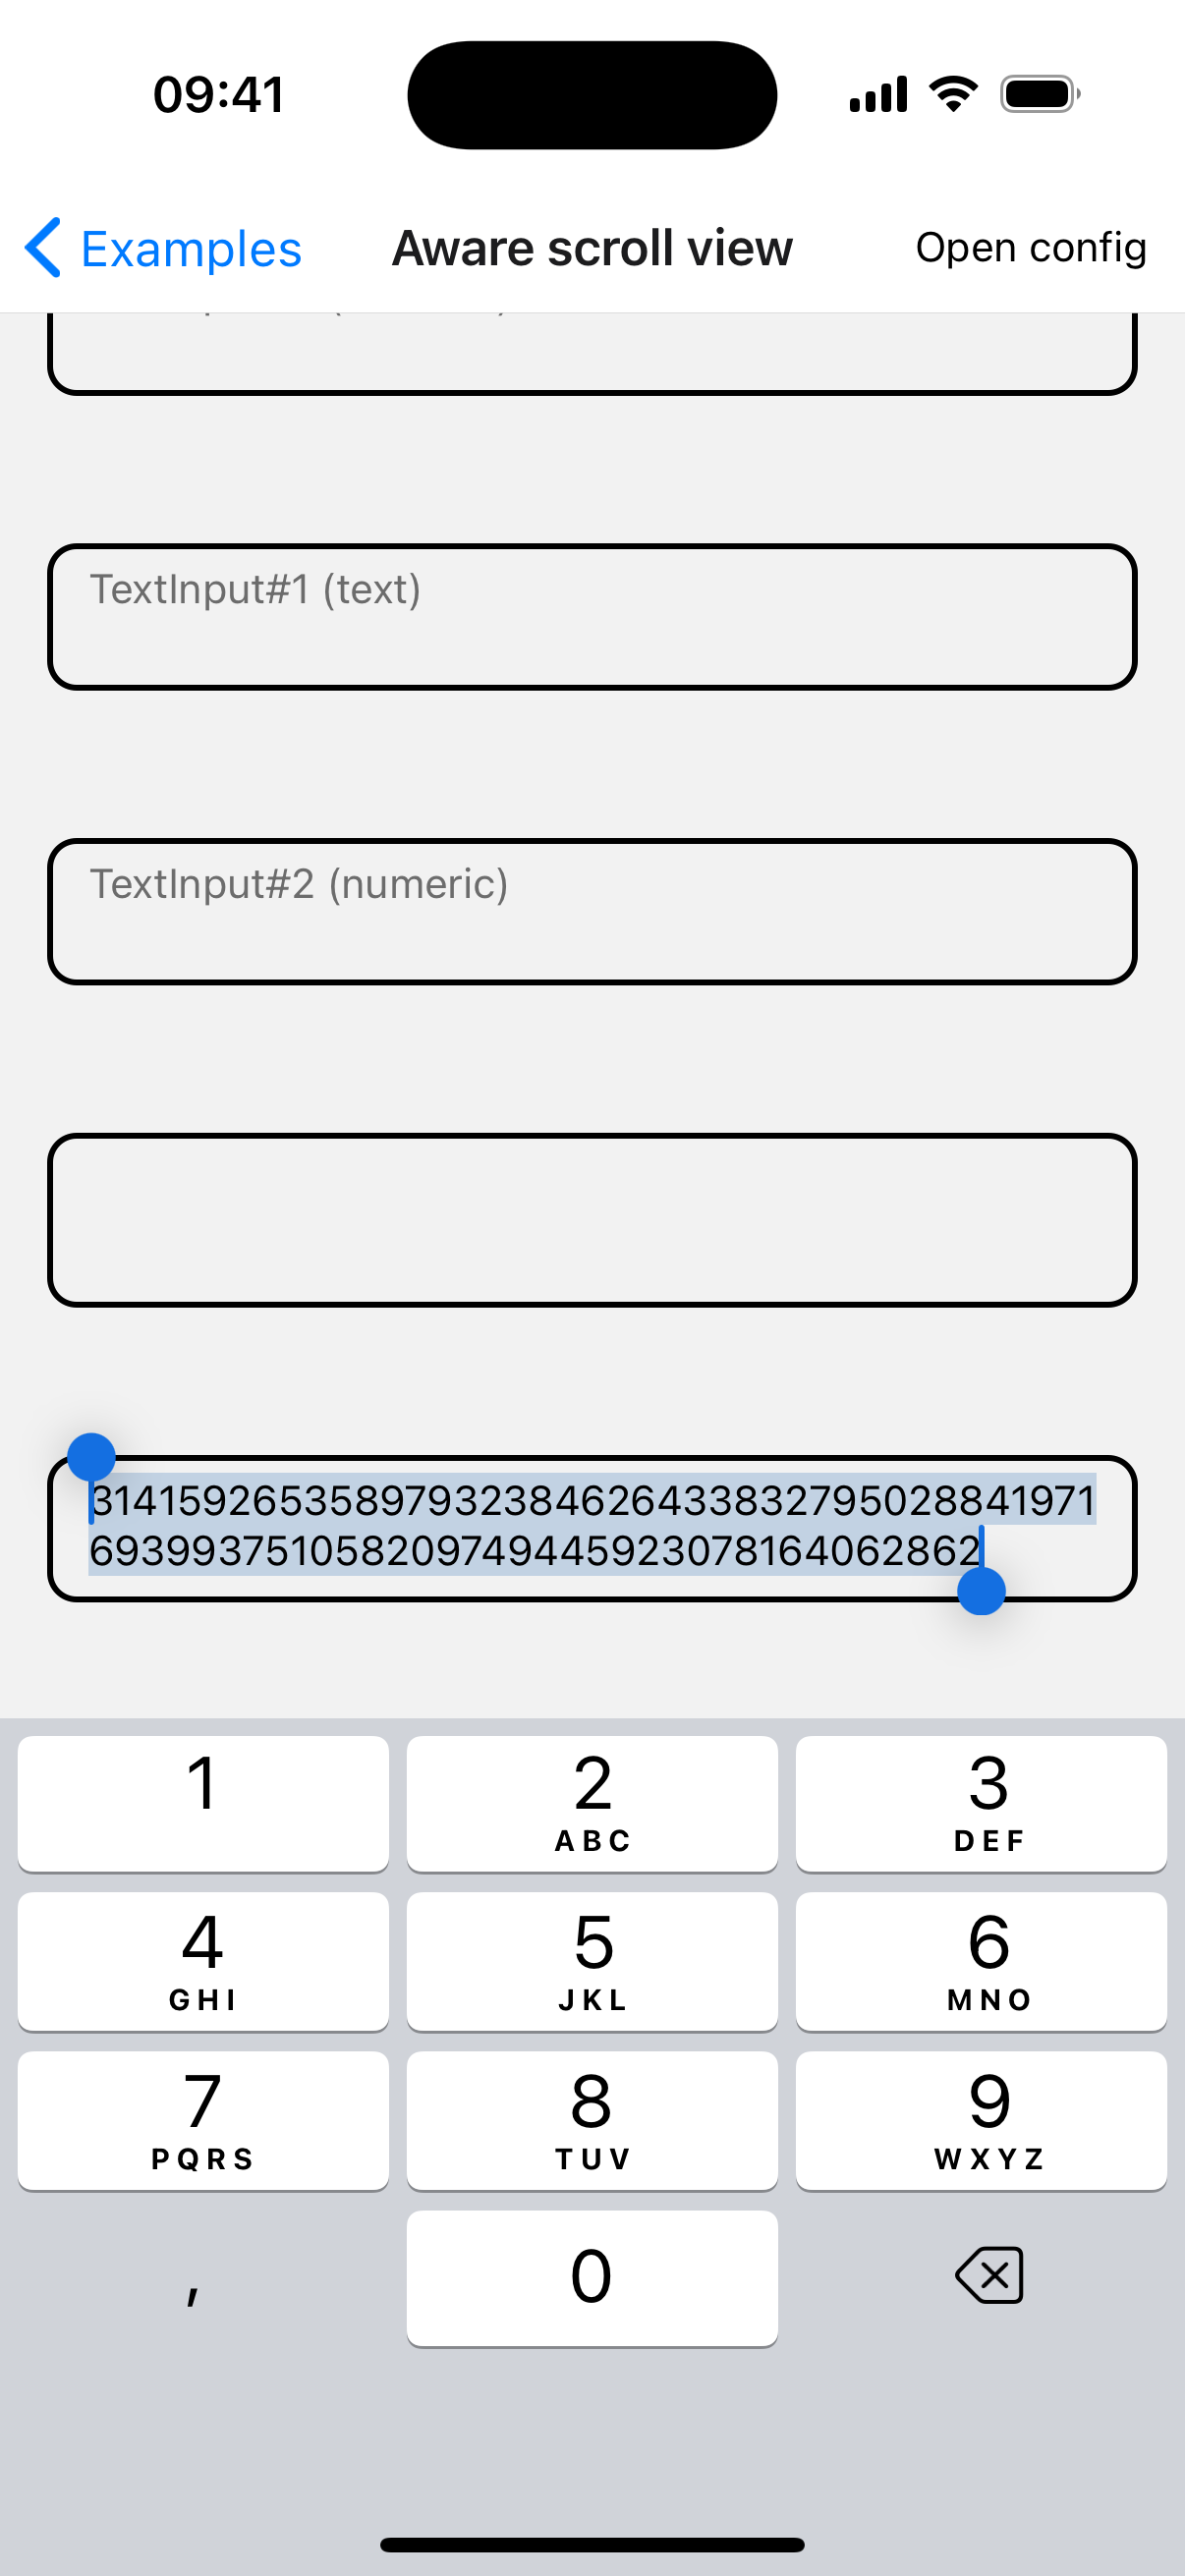 09:41
Examples
Aware scroll view
Open config
TextInput#1 (text)
TextInput#2 (numeric)
31415926535897932384626433832795028841971
693993751058209749445923078164062862
1
2
ABC
3
DEF
4
GHI
5
JKL
6
MNO
7
PQRS
8
TUV
9
WXYZ
,
0